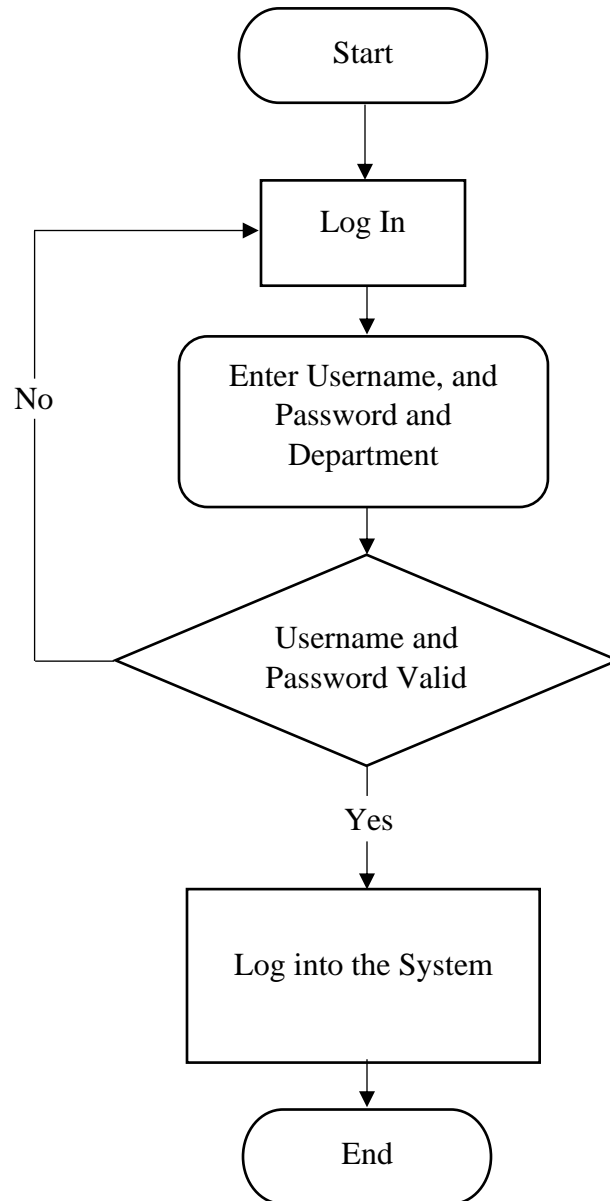 Start
Log In
Enter Username, and
Password and
Department
No
Username and
Password Valid
Yes
Log into the System
End